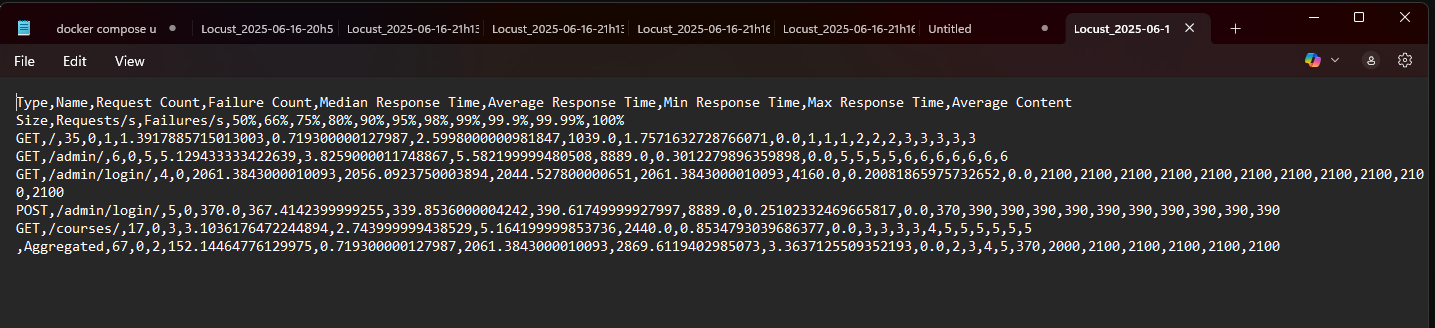 docker compose u Locust_2025-06-16-20h5 Locust_2025-06-16-21h13 Locust_2025-06-16-21h13 Locust_2025-06-16-21h16 Locust_2025-06-16-21h16 Untitled Locust_2025-06-1
File Edit View
Type,Name,Request Count,Failure Count,Median Response Time,Average Response Time,Min Response Time,Max Response Time,Average Content
Size,Requests/s,Failures/s,50%,66%,75%,80%,90%,95%,98%,99%,99.9%,99.99%,100%
GET,/,35,0,1,1.3917885715013003,0.719300000127987,2.5998000000981847,1039.0,1.7571632728766071,0.0,1,1,1,2,2,2,3,3,3,3,3
GET,/admin/,6,0,5,5.129433333422639,3.8259000011748867,5.582199999480508,8889.0,0.3012279896359898,0.0,5,5,5,5,6,6,6,6,6,6,6
GET,/admin/login/,4,0,2061.3843000010093,2056.0923750003894,2044.527800000651,2061.3843000010093,4160.0,0.20081865975732652,0.0,2100,2100,2100,2100,2100,2100,2100,2100,2100,210
0,2100
POST,/admin/login/,5,0,370.0,367.4142399999255,339.8536000004242,390.61749999927997,8889.0,0.25102332469665817,0.0,370,390,390,390,390,390,390,390,390,390,390
GET,/courses/,17,0,3,3.1036176472244894,2.743999999438529,5.164199999853736,2440.0,0.8534793039686377,0.0,3,3,3,3,4,5,5,5,5,5,5
,Aggregated,67,0,2,152.14464776129975,0.719300000127987,2061.3843000010093,2869.6119402985073,3.3637125509352193,0.0,2,3,4,5,370,2000,2100,2100,2100,2100,2100